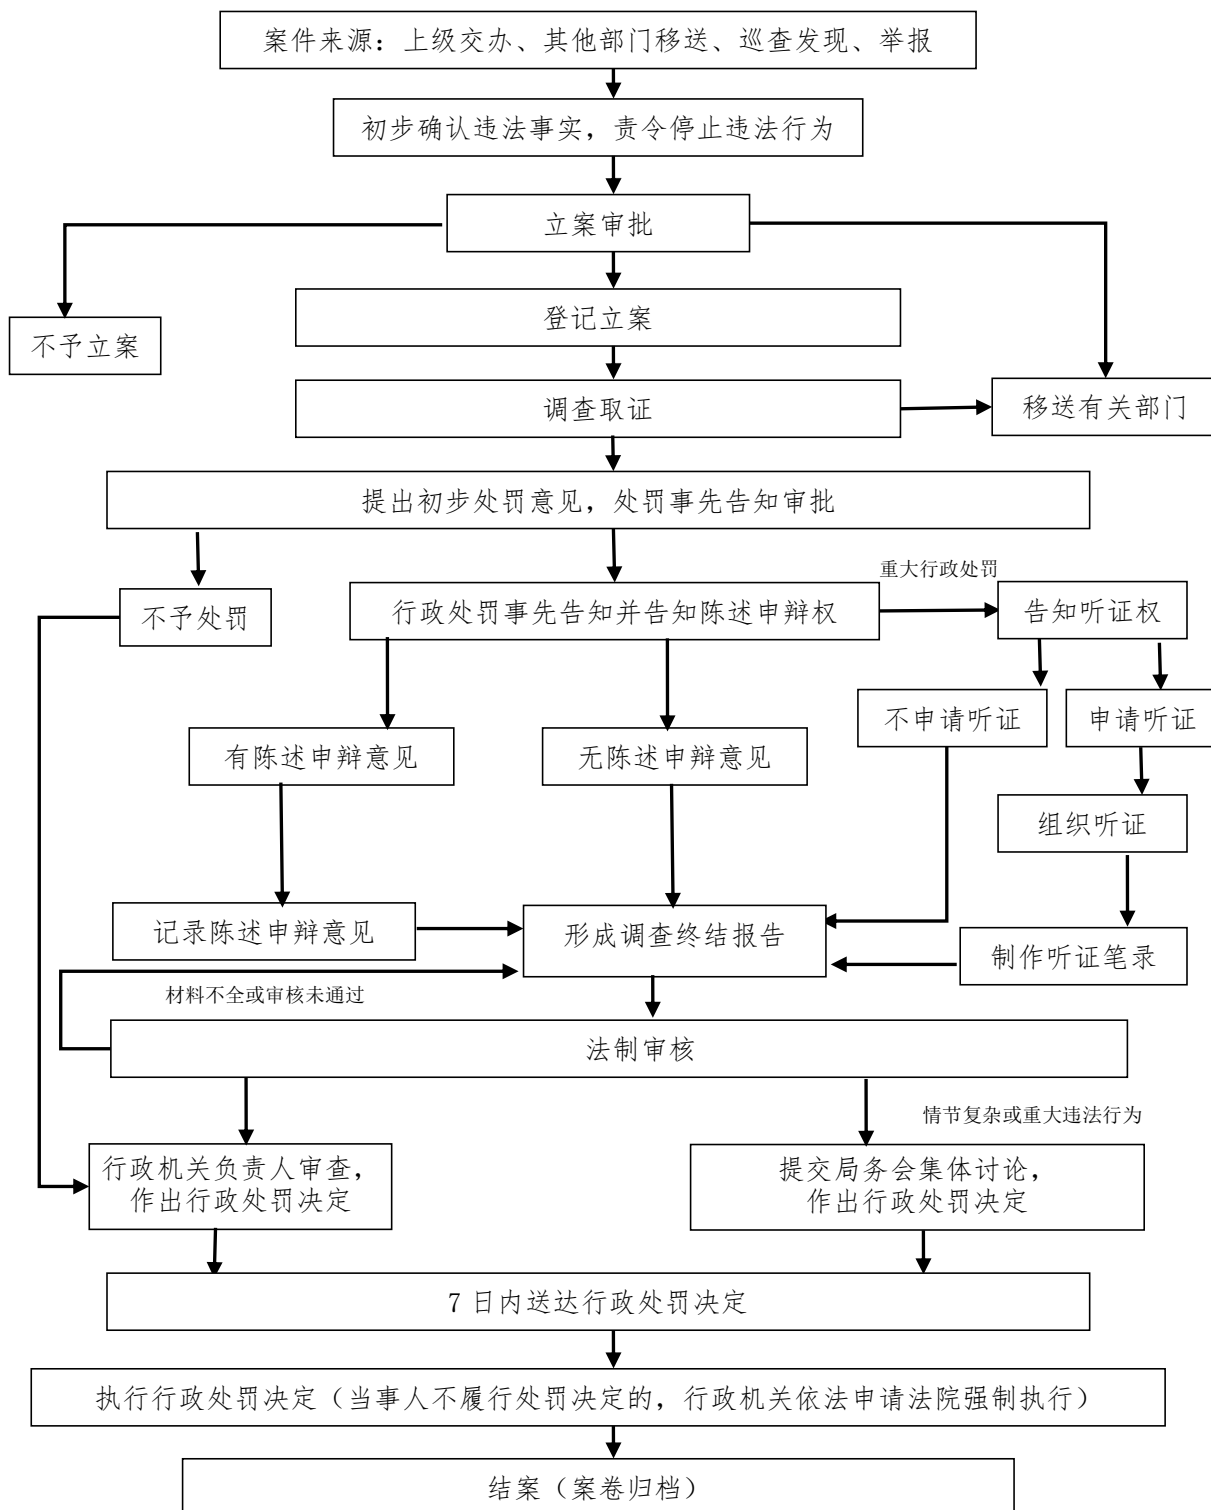 案件来源：上级交办、其他部门移送、巡查发现、举报
初步确认违法事实，责令停止违法行为
立案审批
登记立案
不予立案
调查取证
移送有关部门
提出初步处罚意见，处罚事先告知审批
重大行政处罚
不予处罚
行政处罚事先告知并告知陈述申辩权
告知听证权
不申请听证
申请听证
有陈述申辩意见
无陈述申辩意见
组织听证
记录陈述申辩意见
形成调查终结报告
制作听证笔录
材料不全或审核未通过
法制审核
情节复杂或重大违法行为
行政机关负责人审查，
作出行政处罚决定
提交局务会集体讨论，
作出行政处罚决定
7 日内送达行政处罚决定
执行行政处罚决定（当事人不履行处罚决定的，行政机关依法申请法院强制执行）
结案（案卷归档）